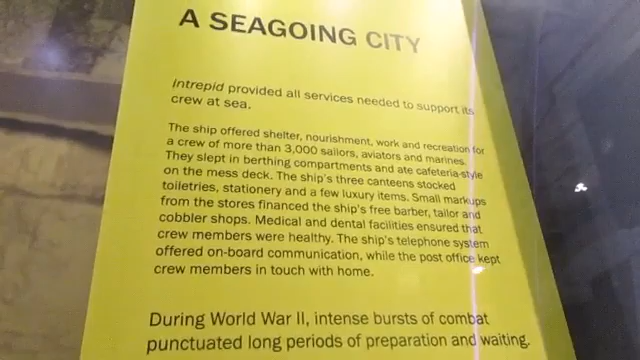 A SEAGOING CITY
Intrepid provided all services needed to support its
crew at sea.
The ship offered shelter, nourishment, work and recreation for
a crew of more than 3,000 sailors, aviators and marines.
They slept in berthing compartments and ate cafeteria-style
on the mess deck. The ship's three canteens stocked
toiletries, stationery and a few luxury items. Small markups
from the stores financed the ship's free barber, tailor and
cobbler shops. Medical and dental facilities ensured that
crew members were healthy. The ship's telephone system
offered on-board communication, while the post office kept
crew members in touch with home.
During World War II, intense bursts of combat
punctuated long periods of preparation and waiting.